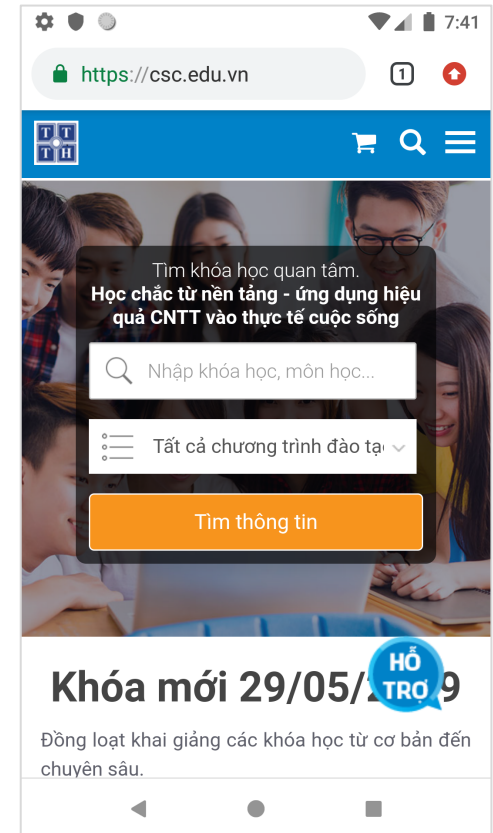 7:41
1
https://csc.edu.vn
T T
T H
Tìm khóa học quan tâm.
Học chắc từ nền tảng - ứng dụng hiệu
quả CNTT vào thực tế cuộc sống
Nhập khóa học, môn học...
Tất cả chương trình đào tạ
Tìm thông tin
HỖ
TRỢ
Khóa mới 29/05/2 9
Đồng loạt khai giảng các khóa học từ cơ bản đến
chuyên sâu.